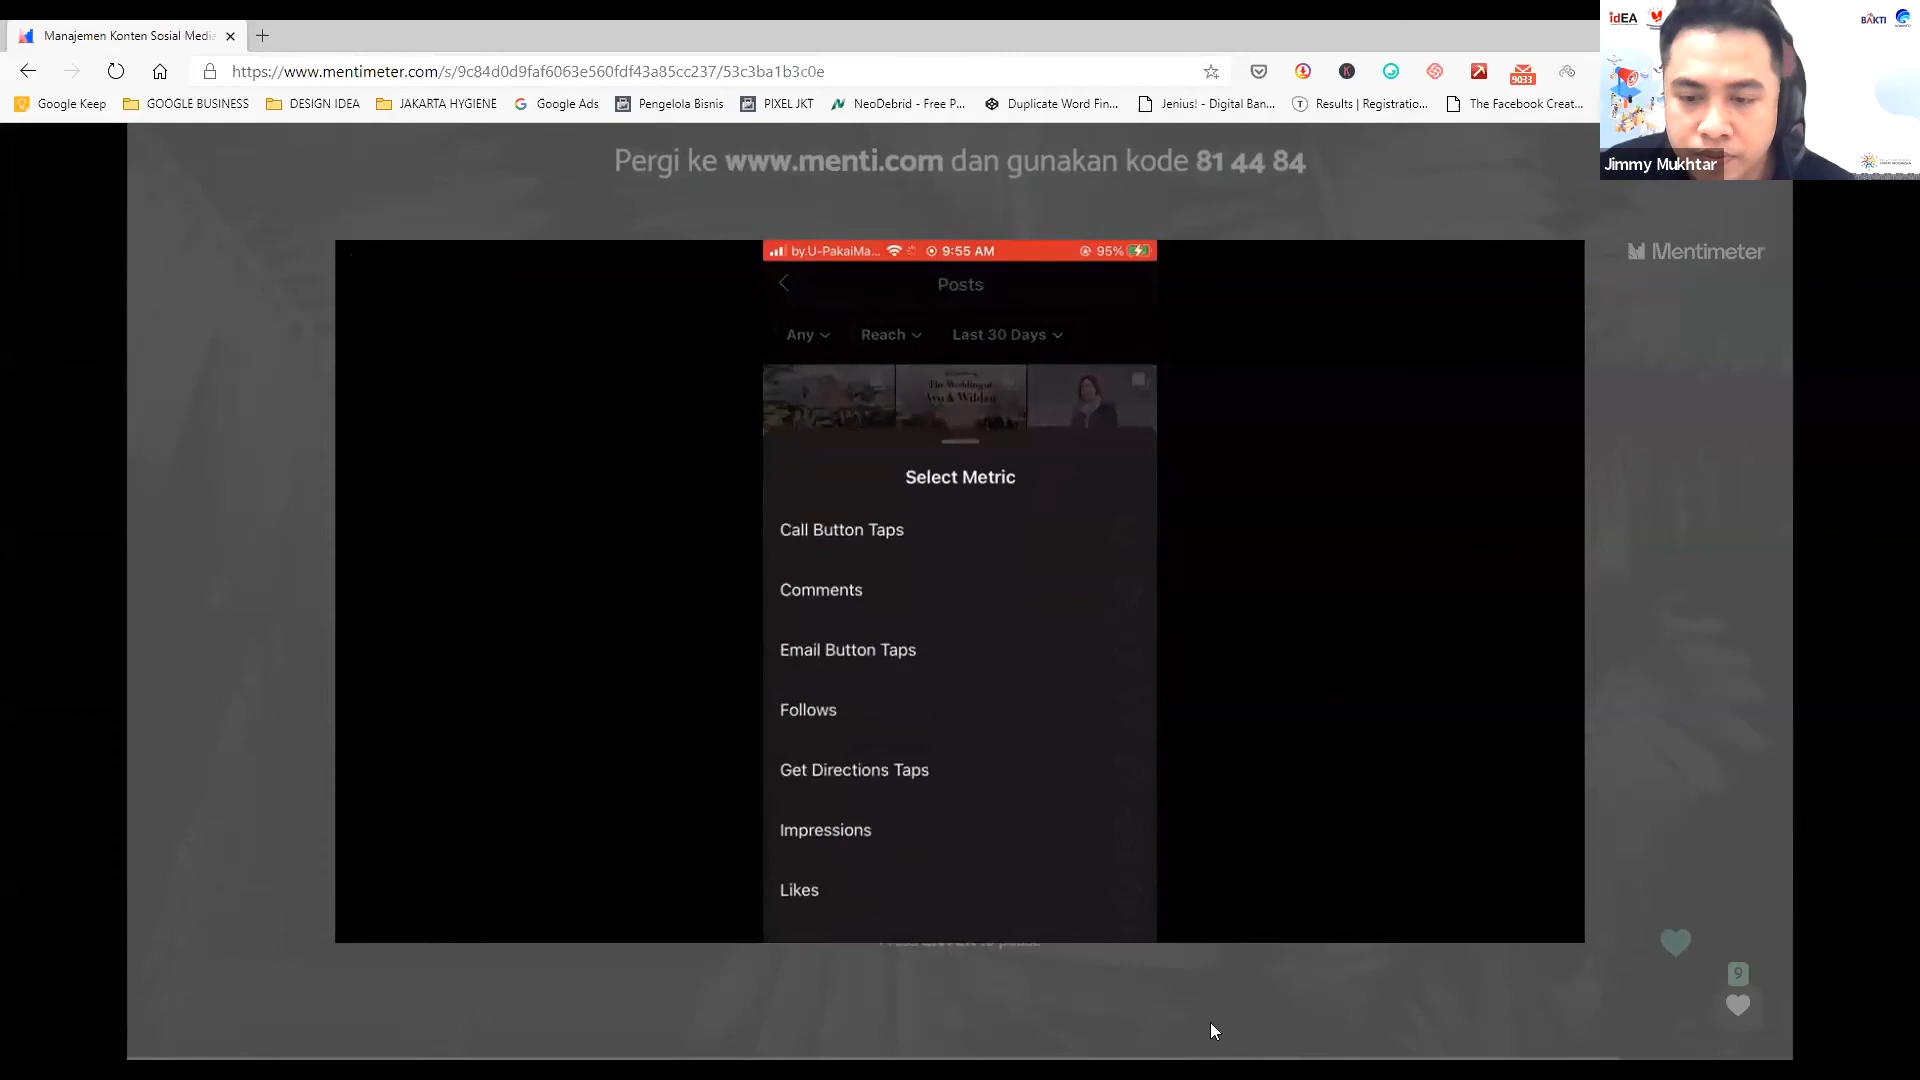 Manajemen Konten Sosial Medi
https://www.mentimeter.com/s/9c84d0d9faf6063e560fdf43a85cc237/53c3ba1b3c0e
9033
Google Keep
GOOGLE BUSINESS
DESIGN IDEA
JAKARTA HYGIENE
Google Ads
Pengelola Bisnis
PIXEL JKT
NeoDebrid - Free P...
Duplicate Word Fin...
Jenius! - Digital Ban...
Results | Registratio...
The Facebook Creat...
idEA
BAKTI
Jimmy Mukhtar
Pergi ke www.menti.com dan gunakan kode 81 44 84
Mentimeter
by.U-PakaiMa... 9:55 AM 95%
Posts
Any Reach Last 30 Days
The Wedding of
Select Metric
Call Button Taps
Comments
Email Button Taps
Follows
Get Directions Taps
Impressions
Likes
9